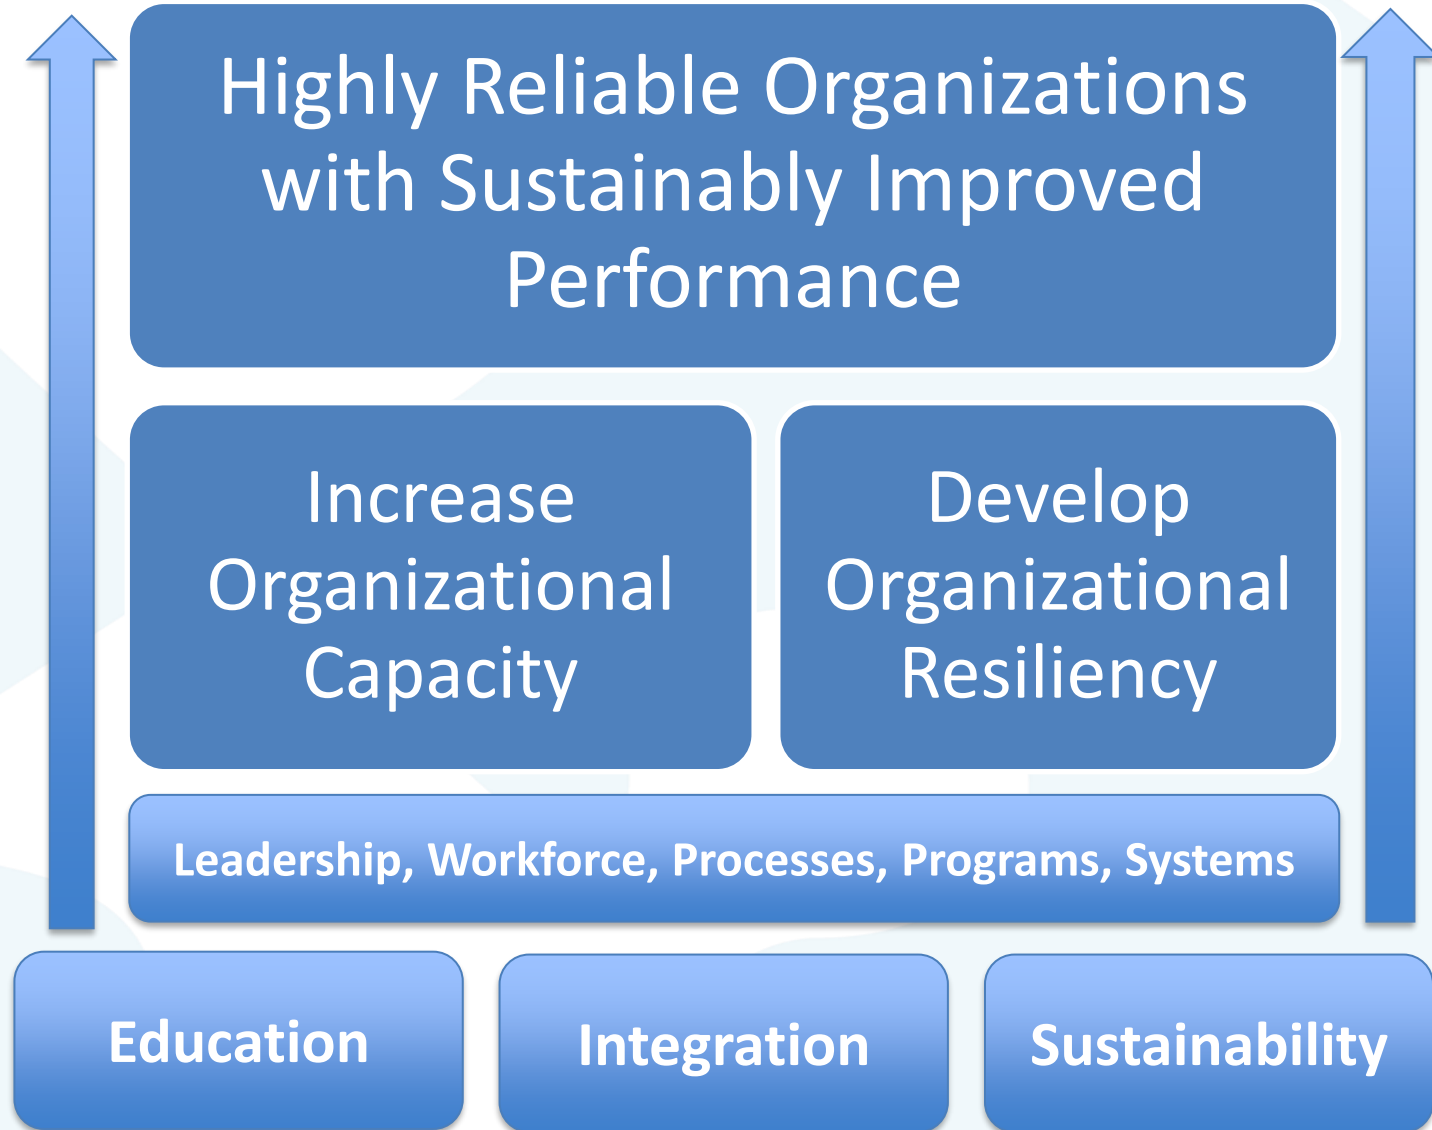 Highly Reliable Organizations
with Sustainably Improved
Performance
Increase
Organizational
Capacity
Develop
Organizational
Resiliency
Leadership, Workforce, Processes, Programs, Systems
Education
Integration
Sustainability